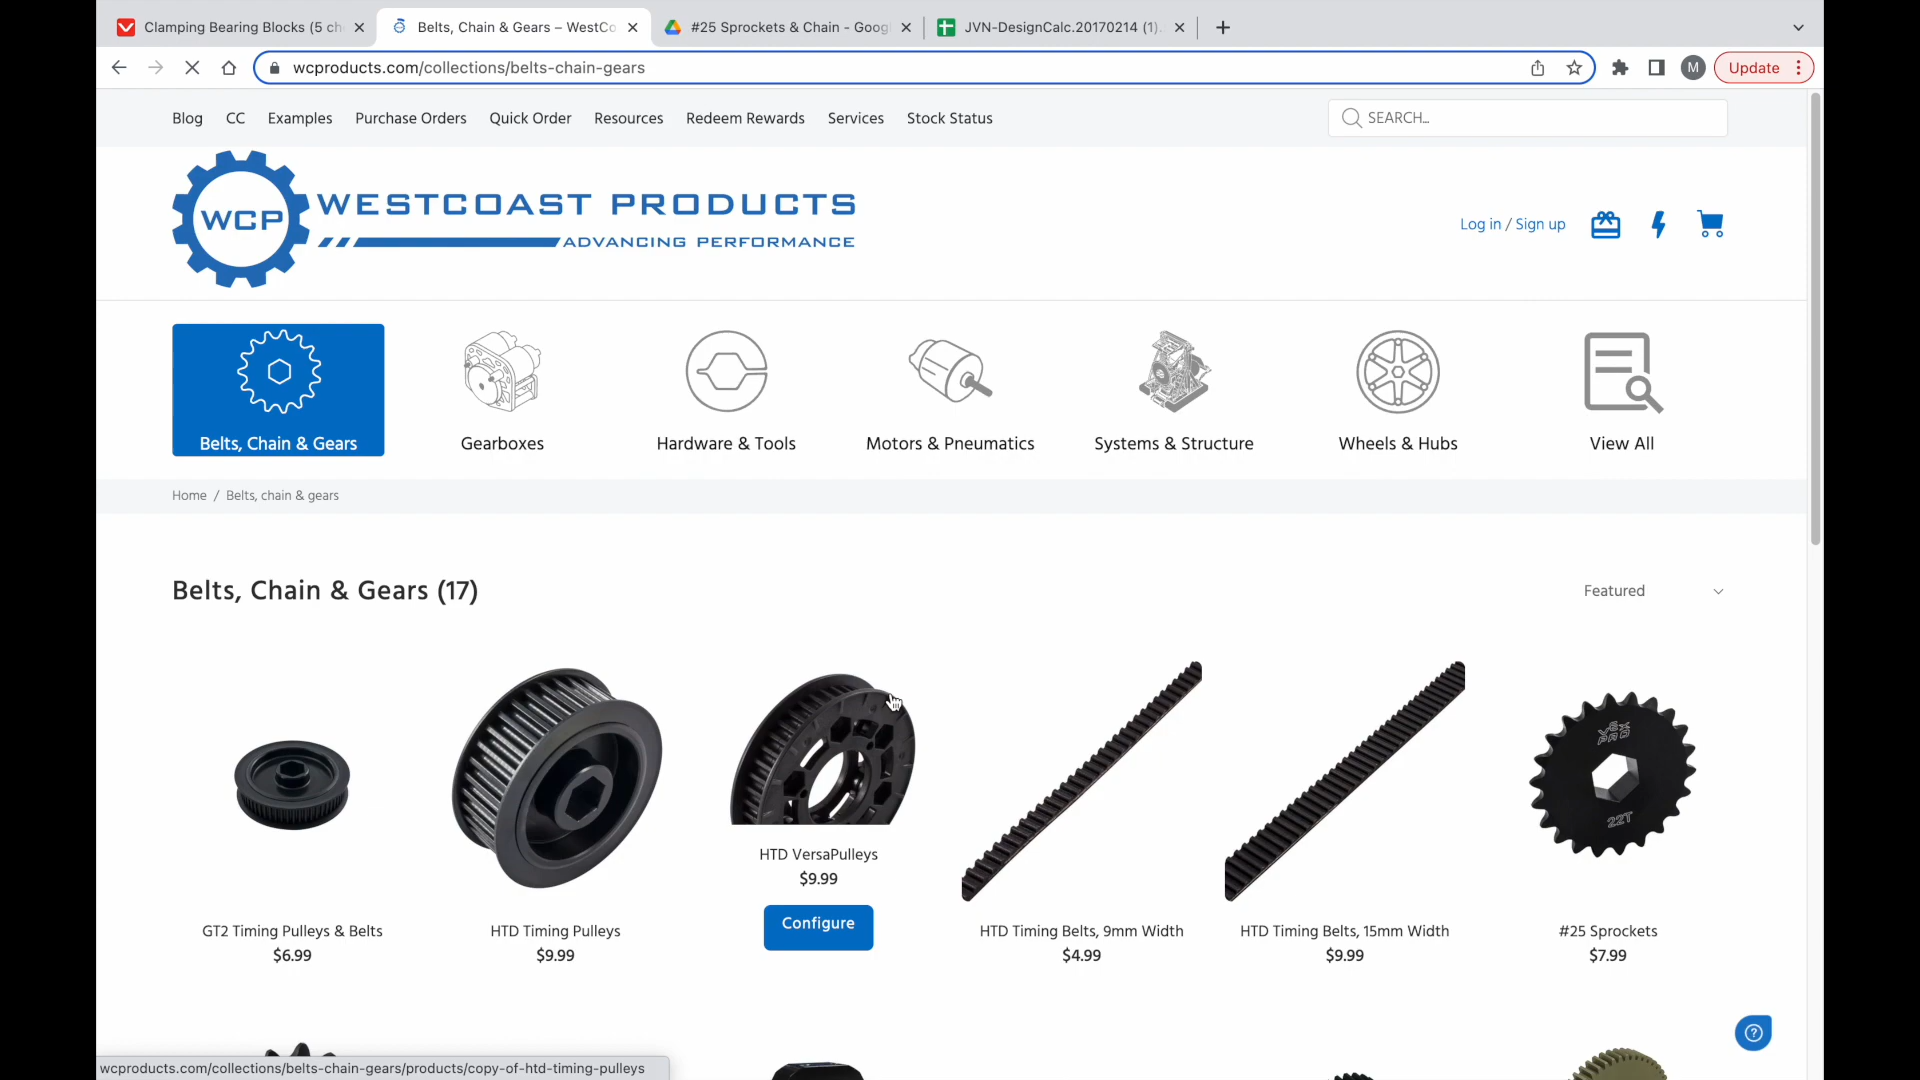 Clamping Bearing Blocks (5 ch
Belts, Chain & Gears – WestCo
#25 Sprockets & Chain - Goog
JVN-DesignCalc.20170214 (1).
wcproducts.com/collections/belts-chain-gears
M
Update
Blog
CC
Examples
Purchase Orders
Quick Order
Resources
Redeem Rewards
Services
Stock Status
SEARCH...
WCP
WESTCOAST PRODUCTS
ADVANCING PERFORMANCE
Log in / Sign up
Belts, Chain & Gears
Gearboxes
Hardware & Tools
Motors & Pneumatics
Systems & Structure
Wheels & Hubs
View All
Home / Belts, chain & gears
Belts, Chain & Gears (17)
Featured
VEX
PRO
22T
HTD VersaPulleys
$9.99
Configure
GT2 Timing Pulleys & Belts
$6.99
HTD Timing Pulleys
$9.99
HTD Timing Belts, 9mm Width
$4.99
HTD Timing Belts, 15mm Width
$9.99
#25 Sprockets
$7.99
wcproducts.com/collections/belts-chain-gears/products/copy-of-htd-timing-pulleys